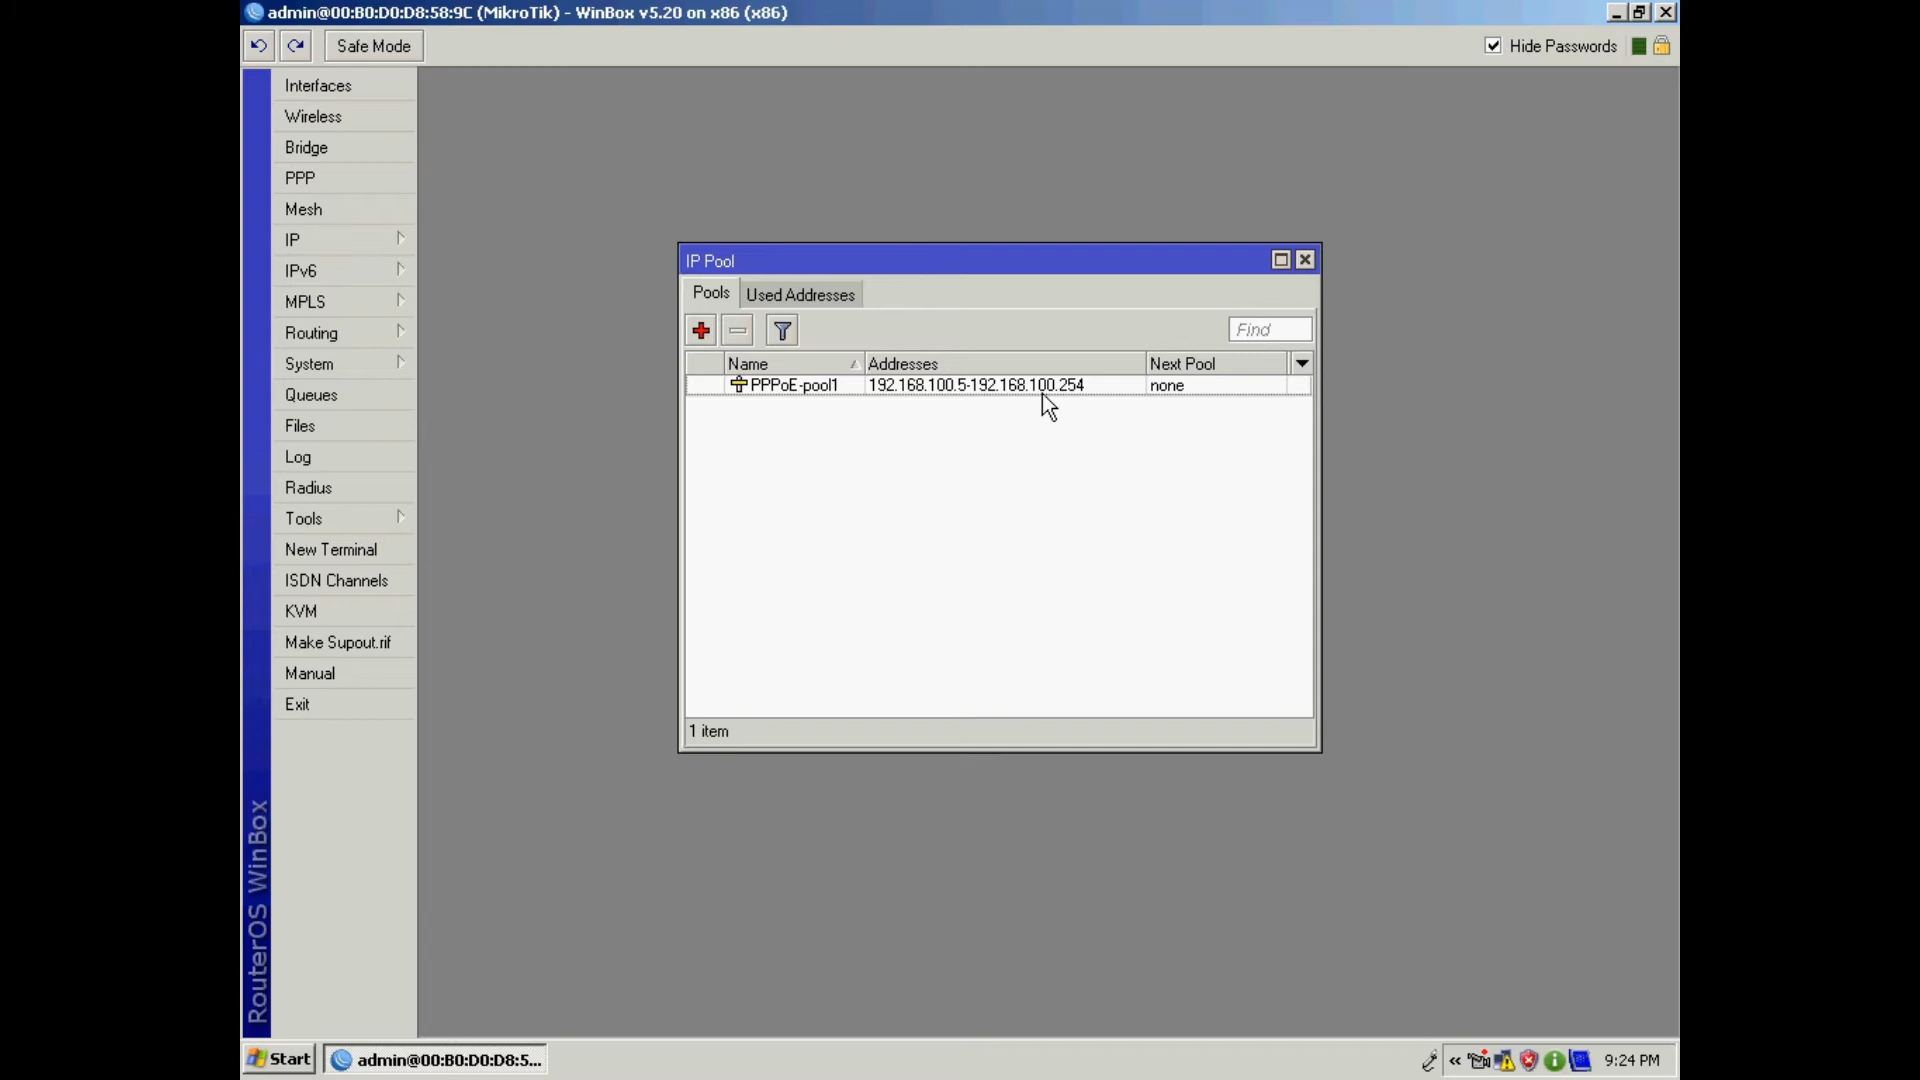 admin@00:B0:D0:D8:58:9C (MikroTik) - WinBox v5.20 on x86 (x86)
Safe Mode
Hide Passwords
Interfaces
Wireless
Bridge
PPP
Mesh
IP
IPv6
MPLS
Routing
System
Queues
Files
Log
Radius
Tools
New Terminal
ISDN Channels
KVM
Make Supout.rif
Manual
Exit
RouterOS WinBox
IP Pool
Pools Used Addresses
Find
Name Addresses Next Pool
PPPoE-pool1 192.168.100.5-192.168.100.254 none
1 item
Start admin@00:B0:D0:D8:5... « 9:24 PM